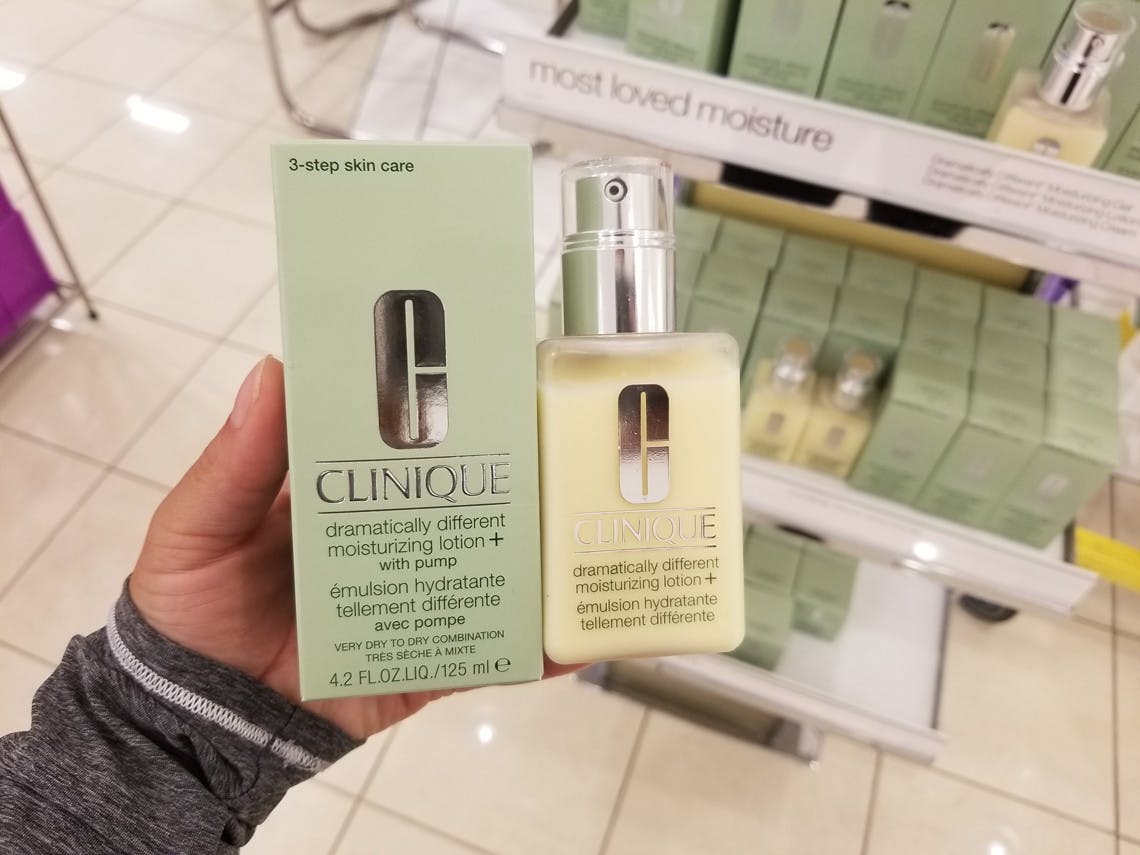 most loved moisture
3-step skin care
CLINIQUE
dramatically different
moisturizing lotion +
with pump
émulsion hydratante
tellement différente
avec pompe
VERY DRY TO DRY COMBINATION
TRÈS SÈCHE À MIXTE
4.2 FL.OZ.LIQ./125 ml ℮
CLINIQUE
dramatically different
moisturizing lotion +
émulsion hydratante
tellement différente